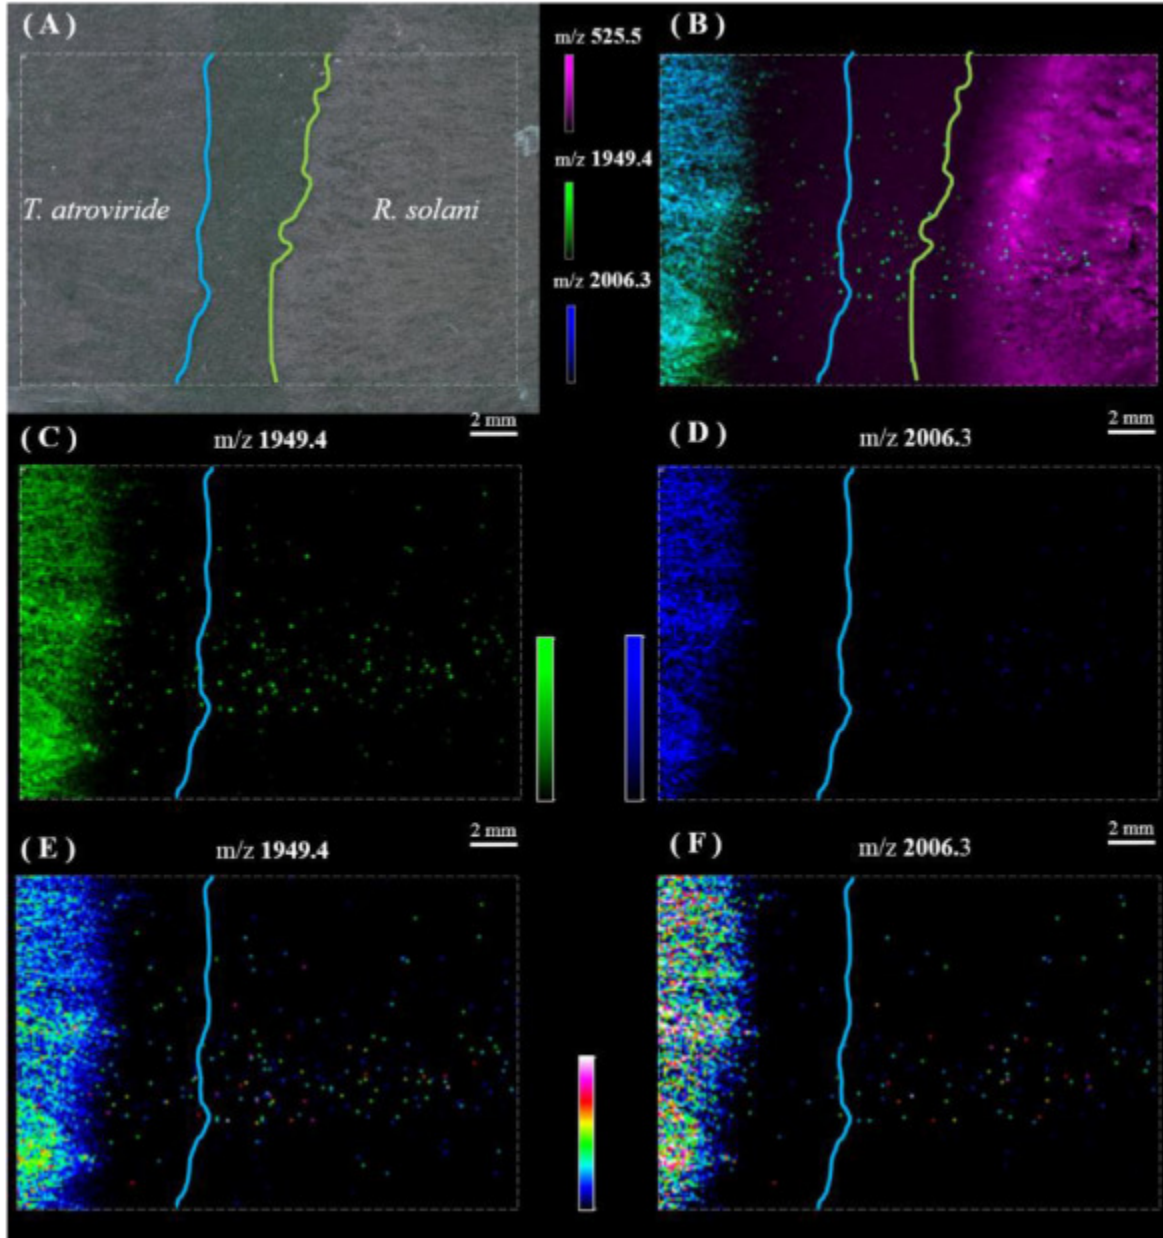 ( A )
m/z 525.5
( B )
m/z 1949.4
T. atroviride
R. solani
m/z 2006.3
2 mm
2 mm
( C )
m/z 1949.4
( D )
m/z 2006.3
2 mm
2 mm
( E )
m/z 1949.4
( F )
m/z 2006.3